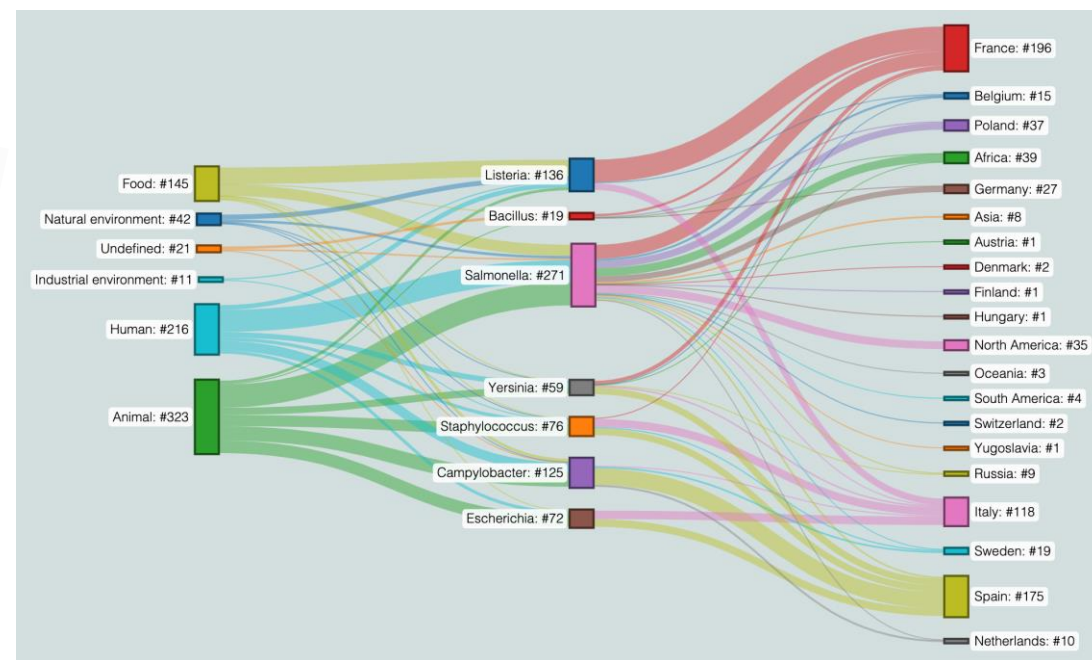 Food: #145
Natural environment: #42
Undefined: #21
Industrial environment: #11
Human: #216
Animal: #323
Listeria: #136
Bacillus: #19
Salmonella: #271
Yersinia: #59
Staphylococcus: #76
Campylobacter: #125
Escherichia: #72
France: #196
Belgium: #15
Poland: #37
Africa: #39
Germany: #27
Asia: #8
Austria: #1
Denmark: #2
Finland: #1
Hungary: #1
North America: #35
Oceania: #3
South America: #4
Switzerland: #2
Yugoslavia: #1
Russia: #9
Italy: #118
Sweden: #19
Spain: #175
Netherlands: #10